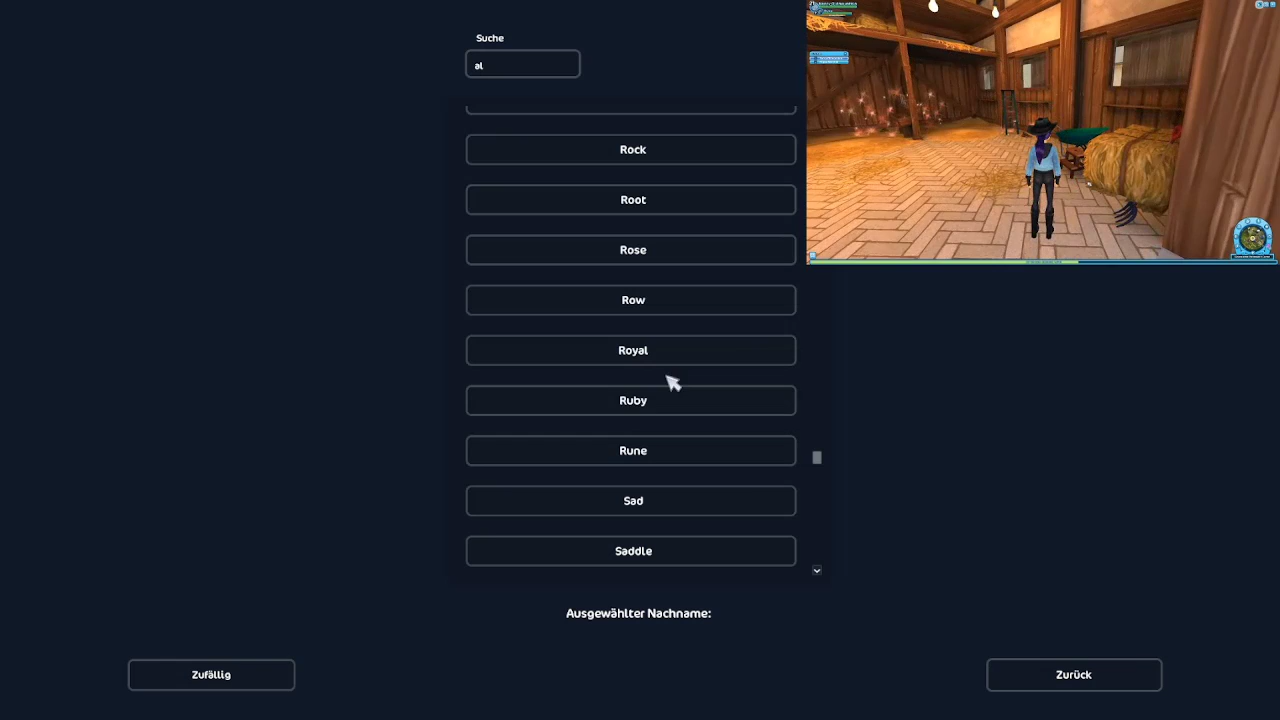 Suche
al
Rock
Root
Rose
Row
Royal
Ruby
Rune
Sad
Saddle
Ausgewählter Nachname:
Zufällig
Zurück